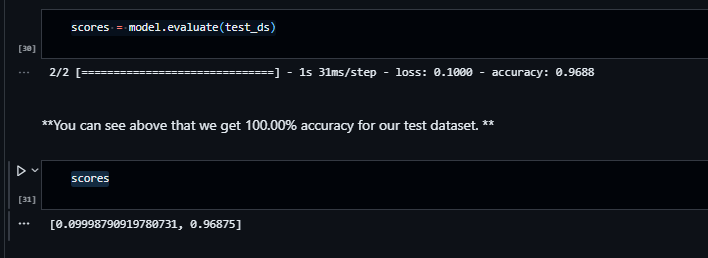 scores = model.evaluate(test_ds)
[30]
... 2/2 [==============================] - 1s 31ms/step - loss: 0.1000 - accuracy: 0.9688
**You can see above that we get 100.00% accuracy for our test dataset. **
scores
[31]
... [0.09998790919780731, 0.96875]